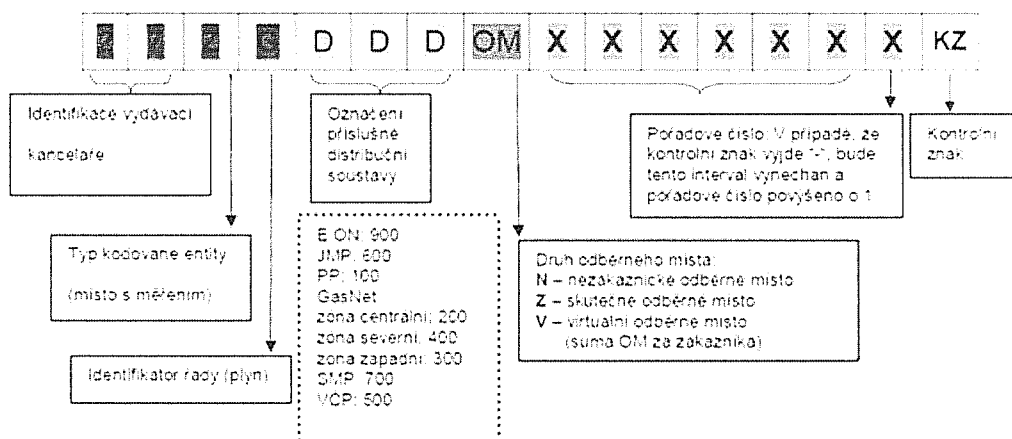 D D D OM X X X X X X X X KZ
Identifikace vydávací
kanceláře
Označení
příslušné
distribuční
soustavy
Pořadové číslo: V případě, že
kontrolní znak vyjde "-", bude
tento interval vynechán a
pořadové číslo povýšeno o 1
Kontrolní
znak
Typ kódované entity
(místo s měřením)
Identifikátor řady (plyn)
E.ON: 900
JMP: 600
PP: 100
GasNet
zóna centrální: 200
zóna severní: 400
zóna západní: 300
SMP: 700
VČP: 500
Druh odběrného místa:
N – nezákaznické odběrné místo
Z – skutečné odběrné místo
V – virtuální odběrné místo
(suma OM za zákazníka)